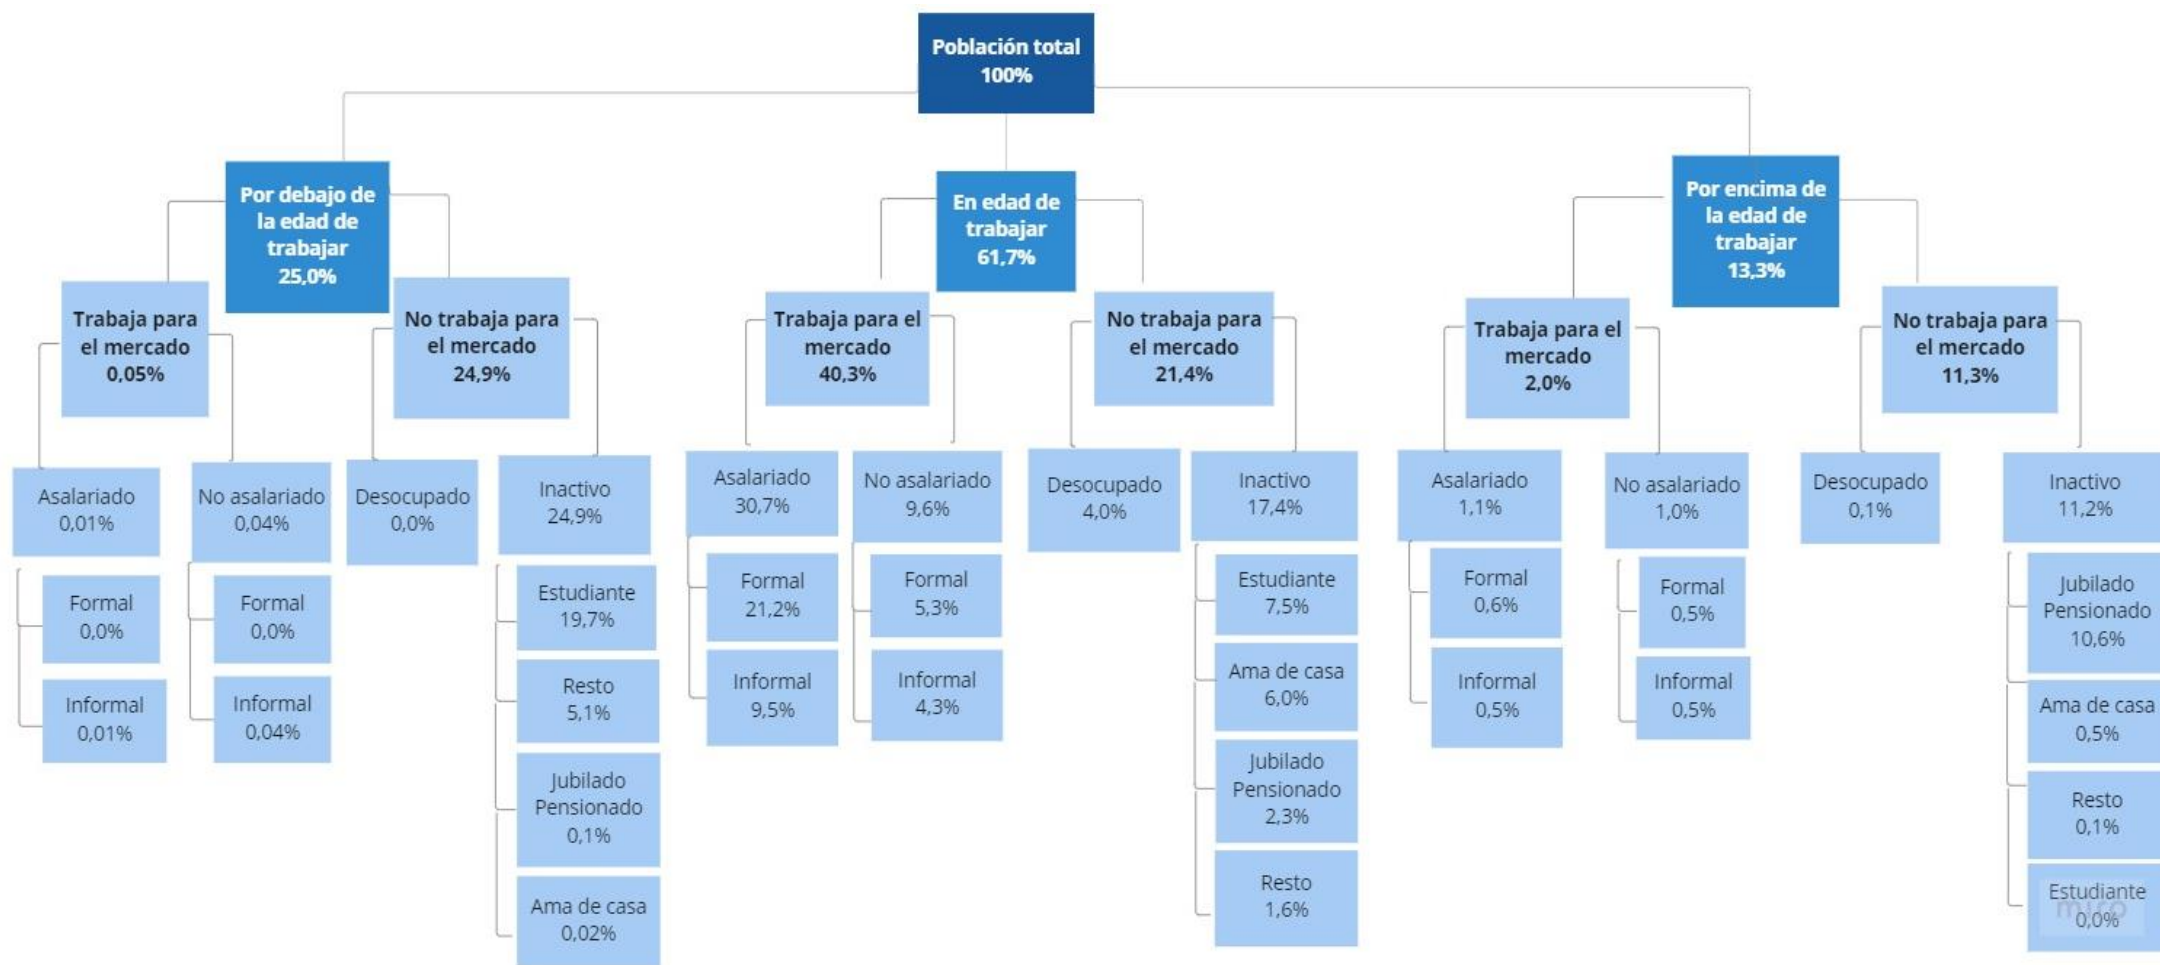 Población total
100%
Por debajo de
la edad de
trabajar
25,0%
Trabaja para
el mercado
0,05%
Asalariado
0,01%
Formal
0,0%
Informal
0,01%
No asalariado
0,04%
Formal
0,0%
Informal
0,04%
No trabaja para
el mercado
24,9%
Desocupado
0,0%
Inactivo
24,9%
Estudiante
19,7%
Resto
5,1%
Jubilado
Pensionado
0,1%
Ama de casa
0,02%
En edad de
trabajar
61,7%
Trabaja para el
mercado
40,3%
Asalariado
30,7%
Formal
21,2%
Informal
9,5%
No asalariado
9,6%
Formal
5,3%
Informal
4,3%
No trabaja para
el mercado
21,4%
Desocupado
4,0%
Inactivo
17,4%
Estudiante
7,5%
Ama de casa
6,0%
Jubilado
Pensionado
2,3%
Resto
1,6%
Por encima de
la edad de
trabajar
13,3%
Trabaja para el
mercado
2,0%
Asalariado
1,1%
Formal
0,6%
Informal
0,5%
No asalariado
1,0%
Formal
0,5%
Informal
0,5%
No trabaja para
el mercado
11,3%
Desocupado
0,1%
Inactivo
11,2%
Jubilado
Pensionado
10,6%
Ama de casa
0,5%
Resto
0,1%
Estudiante
0,0%
miro